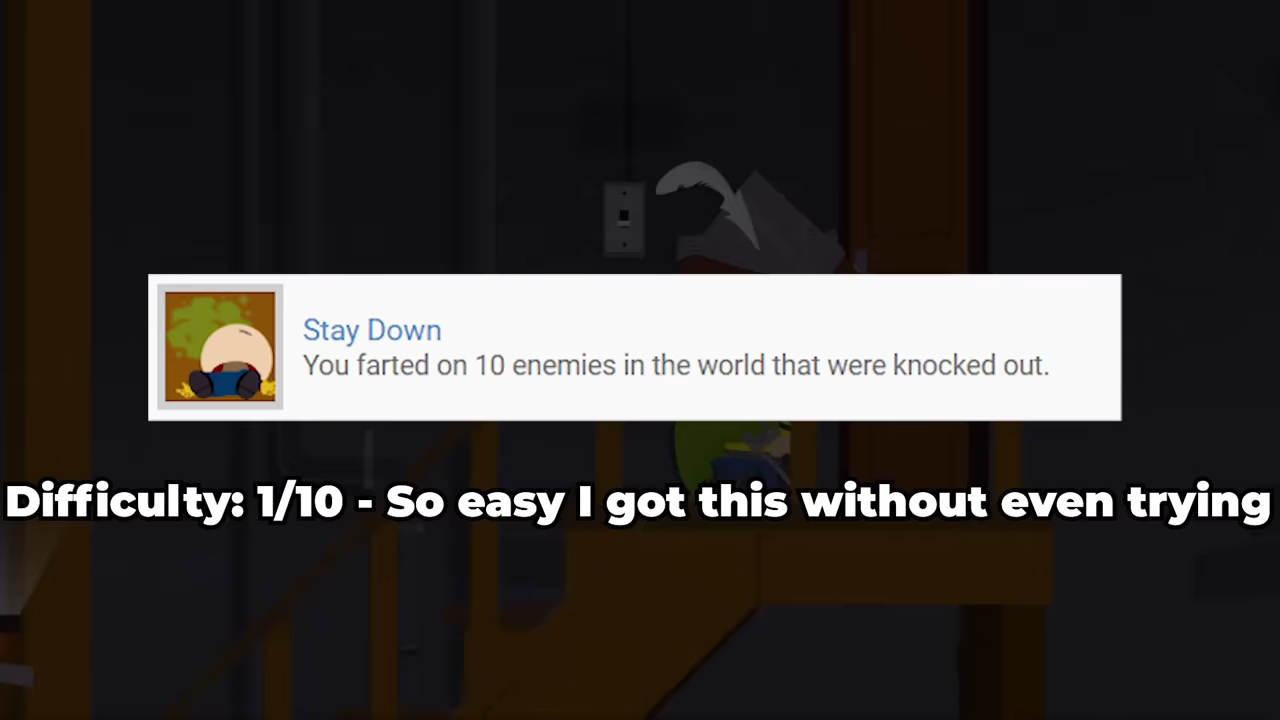 Stay Down
You farted on 10 enemies in the world that were knocked out.
Difficulty: 1/10 - So easy I got this without even trying